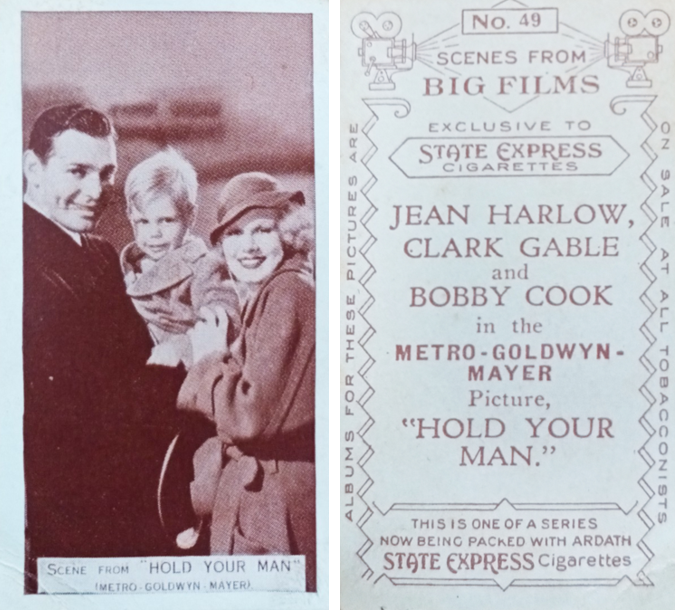 SCENE FROM "HOLD YOUR MAN"
(METRO-GOLDWYN-MAYER).
No. 49
SCENES FROM
BIG FILMS
EXCLUSIVE TO
STATE EXPRESS
CIGARETTES
ALBUMS FOR THESE PICTURES ARE
ON SALE AT ALL TOBACCONISTS
JEAN HARLOW,
CLARK GABLE
and
BOBBY COOK
in the
METRO-GOLDWYN-
MAYER
Picture,
"HOLD YOUR
MAN."
THIS IS ONE OF A SERIES
NOW BEING PACKED WITH ARDATH
STATE EXPRESS Cigarettes